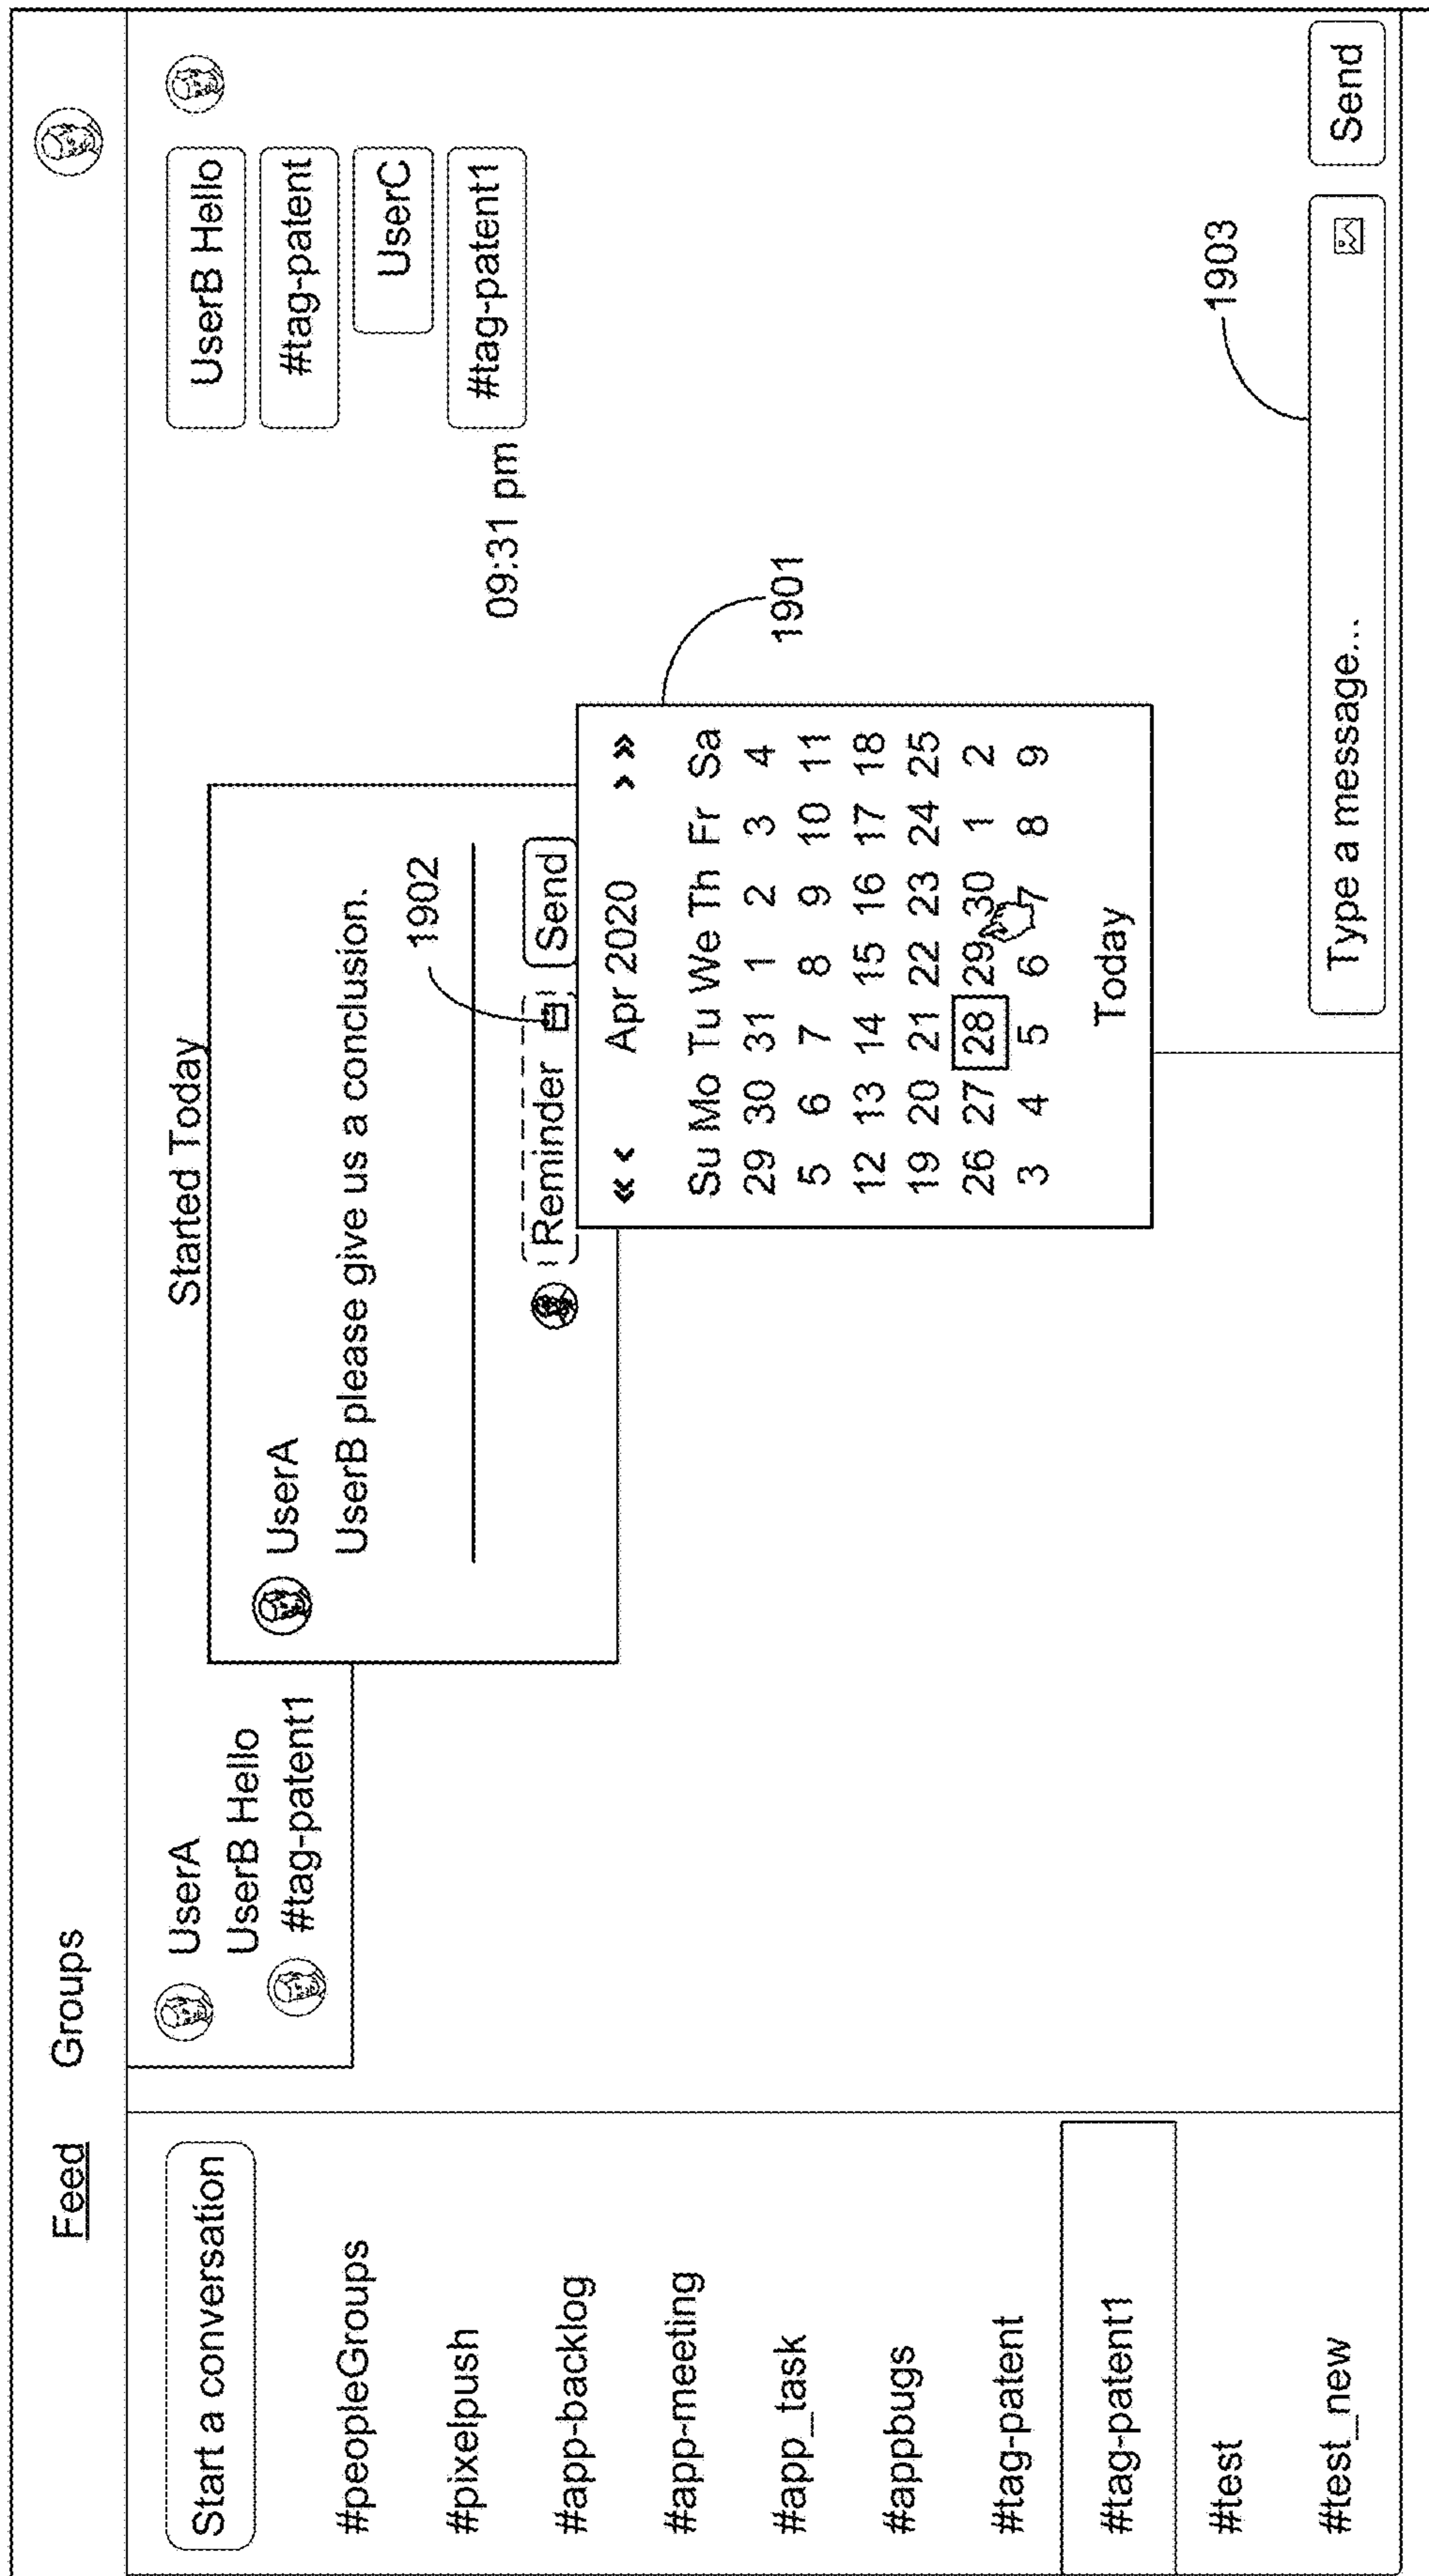 Feed Groups
Start a conversation
#peopleGroups
#pixelpush
#app-backlog
#app-meeting
#app_task
#appbugs
#tag-patent
#tag-patent1
#test
#test_new
UserA
UserB Hello
#tag-patent1
Started Today
UserA
UserB please give us a conclusion.
1902
Reminder Send
« < Apr 2020 > »
Su Mo Tu We Th Fr Sa
29 30 31 1 2 3 4
5 6 7 8 9 10 11
12 13 14 15 16 17 18
19 20 21 22 23 24 25
26 27 28 29 30 1 2
3 4 5 6 7 8 9
Today
1901
09:31 pm
UserB Hello
#tag-patent
UserC
#tag-patent1
1903
Type a message...
Send